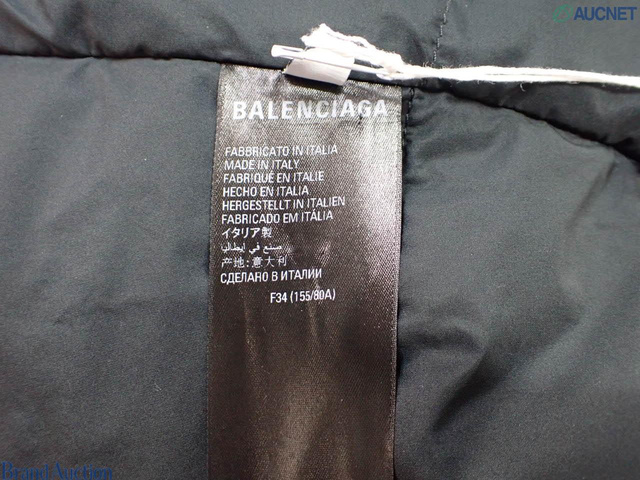 AUCNET
BALENCIAGA
FABBRICATO IN ITALIA
MADE IN ITALY
FABRIQUÉ EN ITALIE
HECHO EN ITALIA
HERGESTELLT IN ITALIEN
FABRICADO EM ITÁLIA
イタリア製
صنع في إيطاليا
产地:意大利
СДЕЛАНО В ИТАЛИИ
F34 (155/80A)
Brand Auction